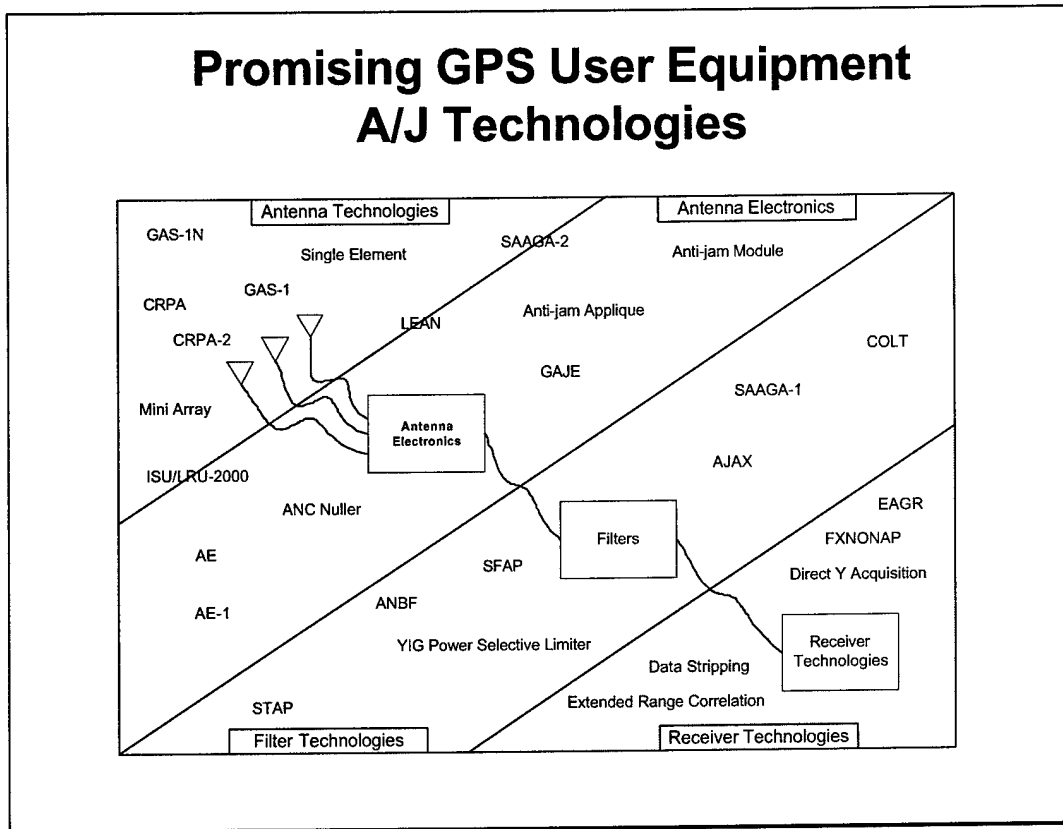 Promising GPS User Equipment
A/J Technologies
Antenna Technologies
Antenna Electronics
GAS-1N
Single Element
SAAGA-2
Anti-jam Module
GAS-1
CRPA
LEAN
Anti-jam Applique
CRPA-2
COLT
GAJE
SAAGA-1
Mini Array
Antenna
Electronics
AJAX
ISU/LRU-2000
ANC Nuller
EAGR
Filters
FXNONAP
AE
SFAP
Direct Y Acquisition
ANBF
AE-1
YIG Power Selective Limiter
Receiver
Technologies
Data Stripping
Extended Range Correlation
STAP
Filter Technologies
Receiver Technologies